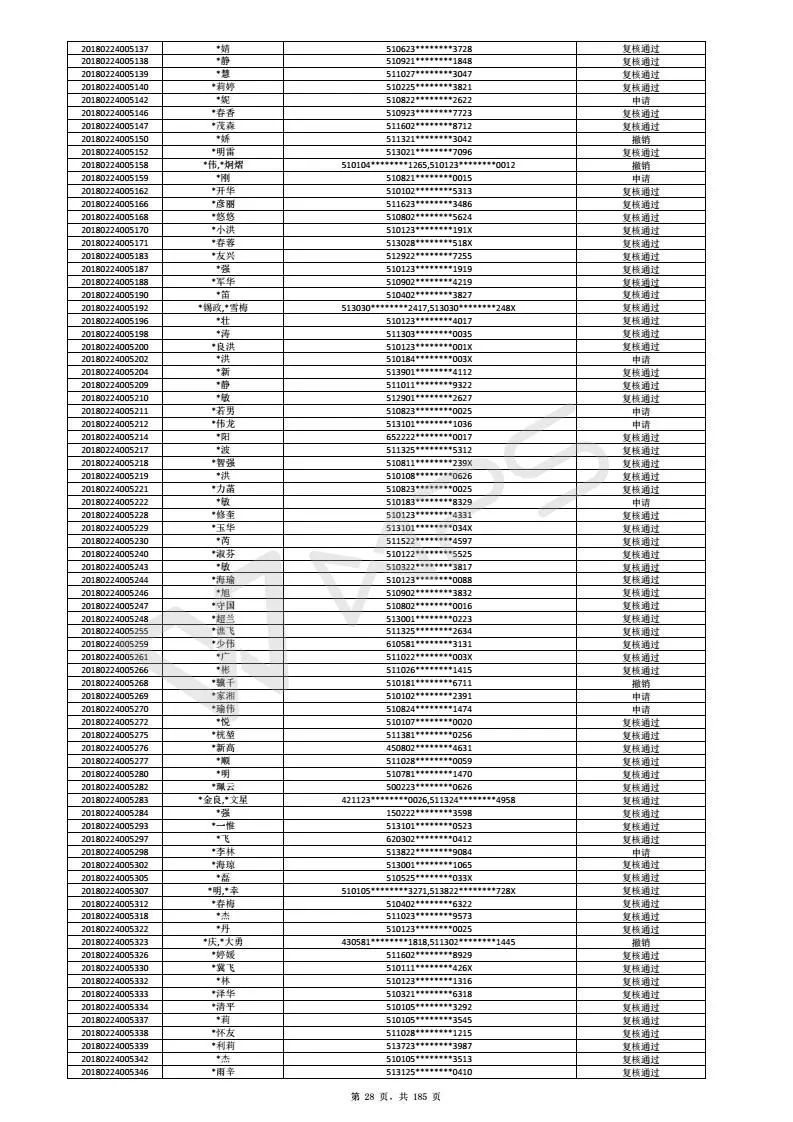 20180224005137 *婧 510623********3728 复核通过
20180224005138 *静 510921********1848 复核通过
20180224005139 *慧 511027********3047 复核通过
20180224005140 *莉婷 510225********3821 复核通过
20180224005142 *妮 510822********2622 申请
20180224005146 *春香 510923********7723 复核通过
20180224005147 *茂森 511602********8712 复核通过
20180224005150 *娇 511321********3042 撤销
20180224005152 *明雷 513021********7096 复核通过
20180224005158 *伟,*炯熠 510104********1265,510123********0012 撤销
20180224005159 *刚 510821********0015 申请
20180224005162 *开华 510102********5313 复核通过
20180224005166 *彦丽 511623********3486 复核通过
20180224005168 *悠悠 510802********5624 复核通过
20180224005170 *小洪 510123********191X 复核通过
20180224005171 *春蓉 513028********518X 复核通过
20180224005183 *友兴 512922********7255 复核通过
20180224005187 *强 510123********1919 复核通过
20180224005188 *军华 510902********4219 复核通过
20180224005190 *笛 510402********3827 复核通过
20180224005192 *锡政,*雪梅 513030********2417,513030********248X 复核通过
20180224005196 *壮 510123********4017 复核通过
20180224005198 *涛 511303********0035 复核通过
20180224005200 *良洪 510123********001X 复核通过
20180224005202 *洪 510184********003X 申请
20180224005204 *新 513901********4112 复核通过
20180224005209 *静 511011********9322 复核通过
20180224005210 *敏 512901********2627 复核通过
20180224005211 *若男 510823********0025 申请
20180224005212 *伟龙 513101********1036 申请
20180224005214 *阳 652222********0017 复核通过
20180224005217 *波 511325********5312 复核通过
20180224005218 *智强 510811********239X 复核通过
20180224005219 *洪 510108********0626 复核通过
20180224005221 *力菡 510823********0025 复核通过
20180224005222 *敏 510183********8329 申请
20180224005228 *修奎 510123********4331 复核通过
20180224005229 *玉华 513101********034X 复核通过
20180224005230 *芮 511522********4597 复核通过
20180224005240 *淑芬 510122********5525 复核通过
20180224005243 *敏 510322********3817 复核通过
20180224005244 *海瑜 510123********0088 复核通过
20180224005246 *旭 510902********3832 复核通过
20180224005247 *守国 510802********0016 复核通过
20180224005248 *超兰 513001********0223 复核通过
20180224005255 *谯飞 511325********2634 复核通过
20180224005259 *少伟 610581********3131 复核通过
20180224005261 *广 511022********003X 复核通过
20180224005266 *彬 511026********1415 复核通过
20180224005268 *骧千 510181********6711 撤销
20180224005269 *家湘 510102********2391 申请
20180224005270 *瑜伟 510824********1474 申请
20180224005272 *悦 510107********0020 复核通过
20180224005275 *杭堃 511381********0256 复核通过
20180224005276 *新高 450802********4631 复核通过
20180224005277 *顺 511028********0059 复核通过
20180224005280 *明 510781********1470 复核通过
20180224005282 *珮云 500223********0626 复核通过
20180224005283 *金良,*文星 421123********0026,511324********4958 复核通过
20180224005284 *强 150222********3598 复核通过
20180224005293 *一惟 513101********0523 复核通过
20180224005297 *飞 620302********0412 复核通过
20180224005298 *李林 513822********9084 申请
20180224005302 *海琼 513001********1065 复核通过
20180224005305 *磊 510525********033X 复核通过
20180224005307 *明,*幸 510105********3271,513822********728X 复核通过
20180224005312 *春梅 510402********6322 复核通过
20180224005318 *杰 511023********9573 复核通过
20180224005322 *丹 510123********0025 复核通过
20180224005323 *庆,*大勇 430581********1818,511302********1445 撤销
20180224005326 *婷媛 511602********8929 复核通过
20180224005330 *冀飞 510111********426X 复核通过
20180224005332 *林 510123********1316 复核通过
20180224005333 *泽华 510321********6318 复核通过
20180224005334 *清平 510105********3292 复核通过
20180224005337 *莉 510105********3545 复核通过
20180224005338 *怀友 511028********1215 复核通过
20180224005339 *利莉 513723********3987 复核通过
20180224005342 *杰 510105********3513 复核通过
20180224005346 *雨辛 513125********0410 复核通过
第 28 页，共 185 页